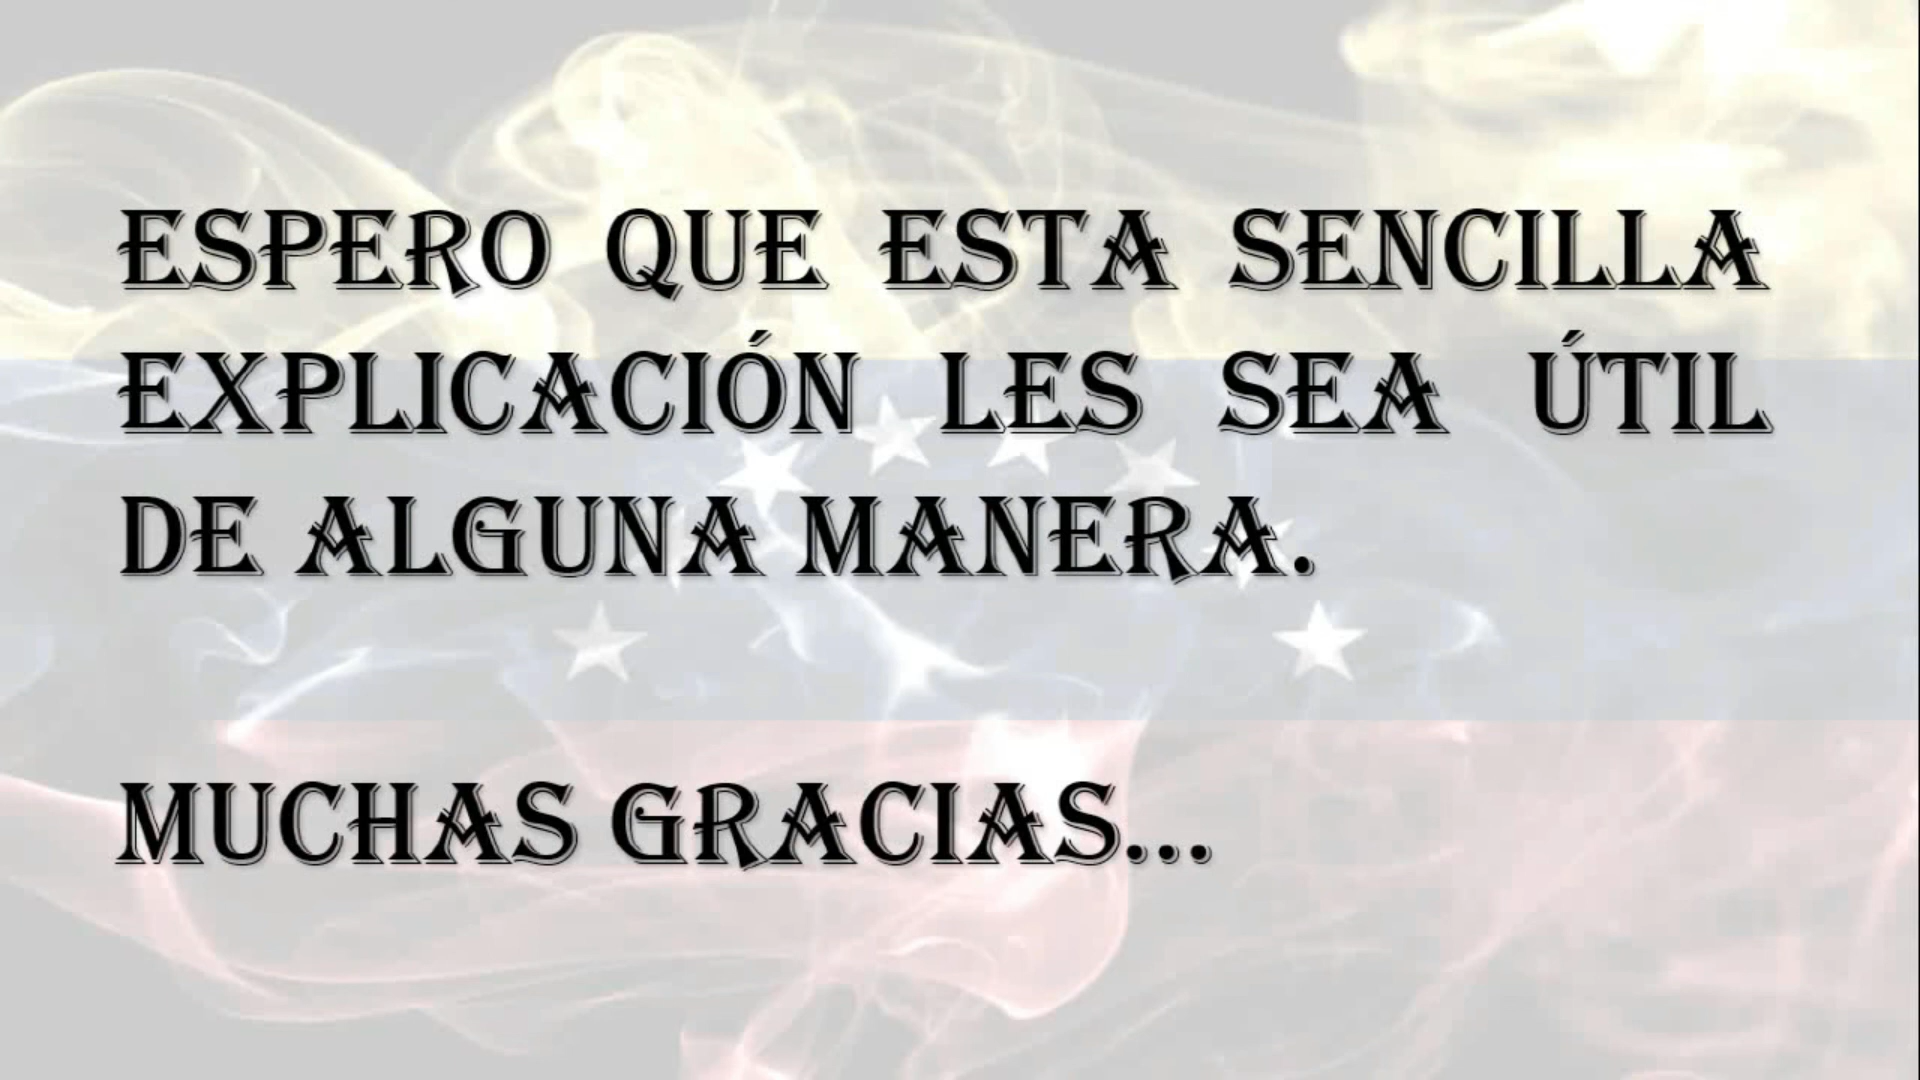 ESPERO QUE ESTA SENCILLA
EXPLICACIÓN LES SEA ÚTIL
DE ALGUNA MANERA.
MUCHAS GRACIAS...